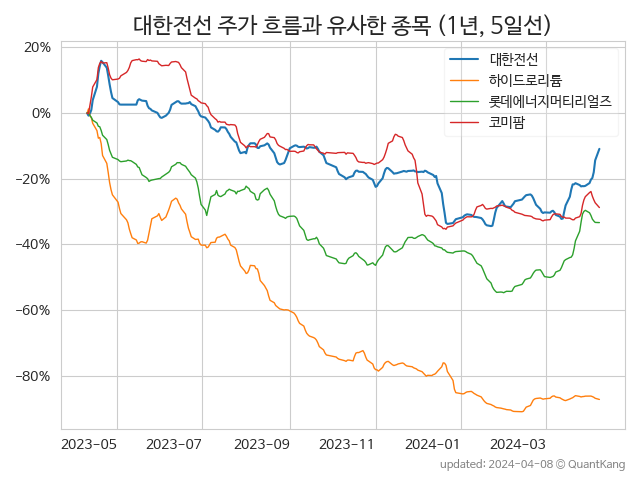 대한전선 주가 흐름과 유사한 종목 (1년, 5일선)
20%
0%
−20%
−40%
−60%
−80%
대한전선
하이드로리튬
롯데에너지머티리얼즈
코미팜
2023-05 2023-07 2023-09 2023-11 2024-01 2024-03
updated: 2024-04-08 © QuantKang